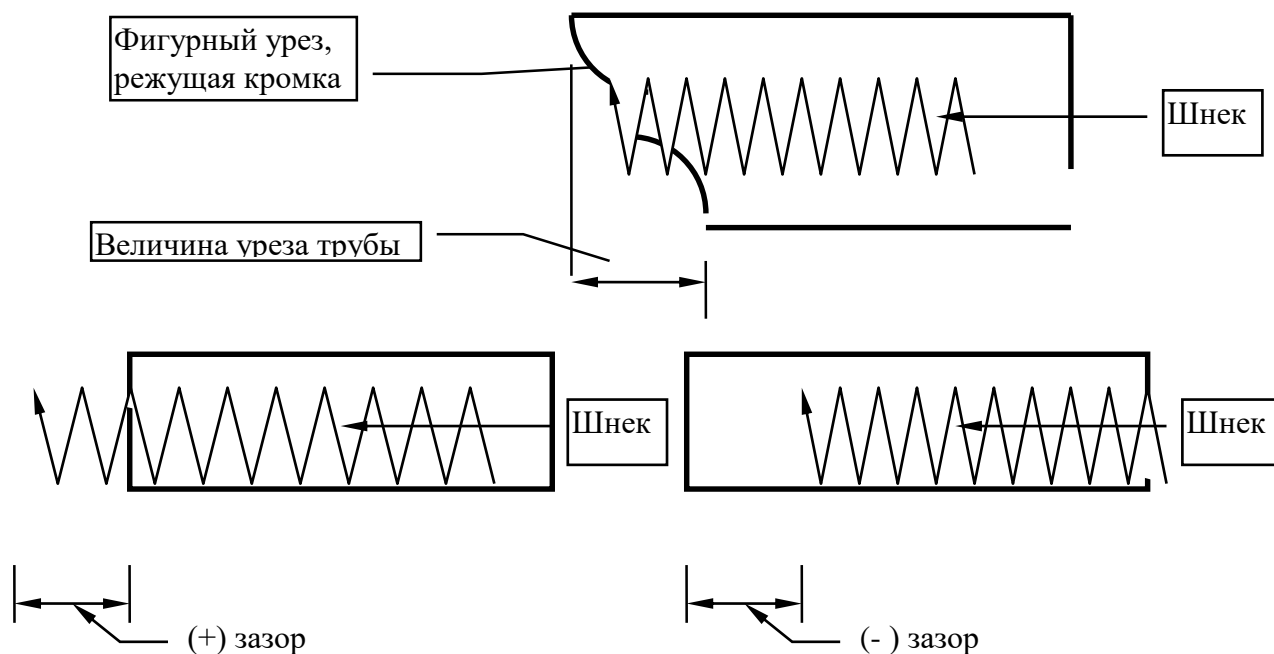 Фигурный урез,
режущая кромка
Шнек
Величина уреза трубы
Шнек
Шнек
(+) зазор
(- ) зазор